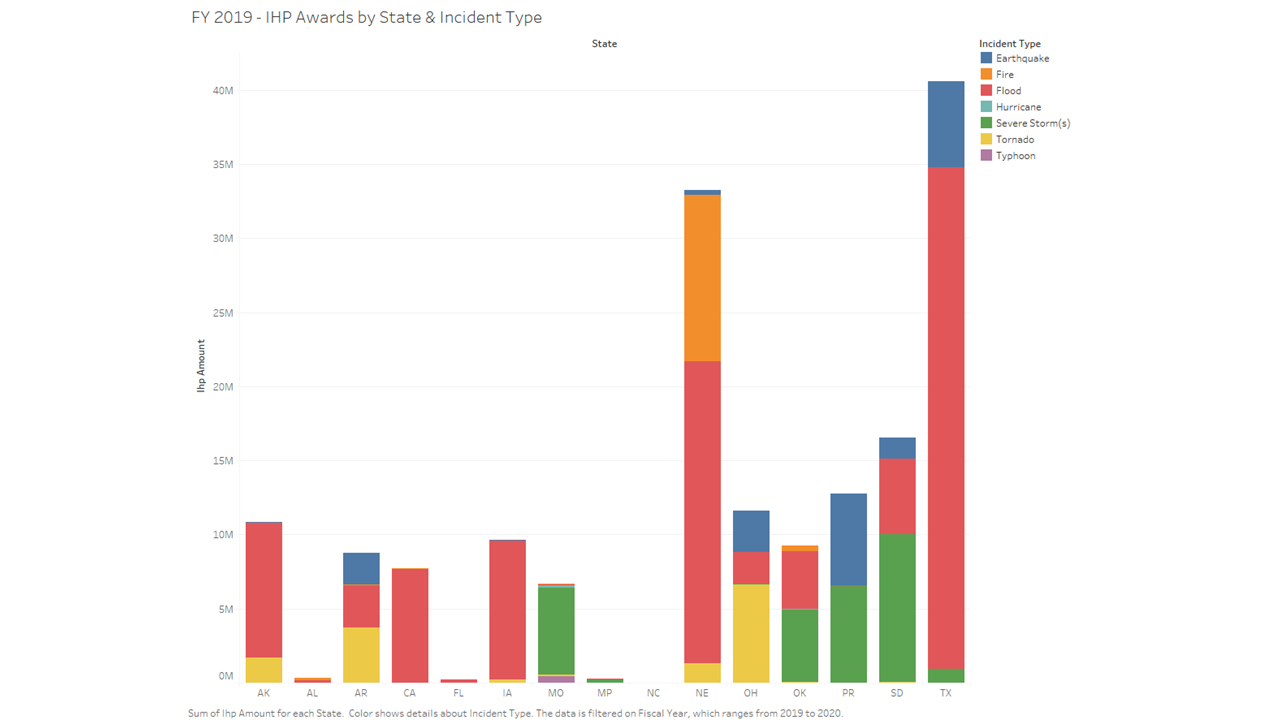 FY 2019 - IHP Awards by State & Incident Type
State
Incident Type
Earthquake
Fire
Flood
Hurricane
Severe Storm(s)
Tornado
Typhoon
Ihp Amount
40M
35M
30M
25M
20M
15M
10M
5M
0M
AK AL AR CA FL IA MO MP NC NE OH OK PR SD TX
Sum of Ihp Amount for each State. Color shows details about Incident Type. The data is filtered on Fiscal Year, which ranges from 2019 to 2020.